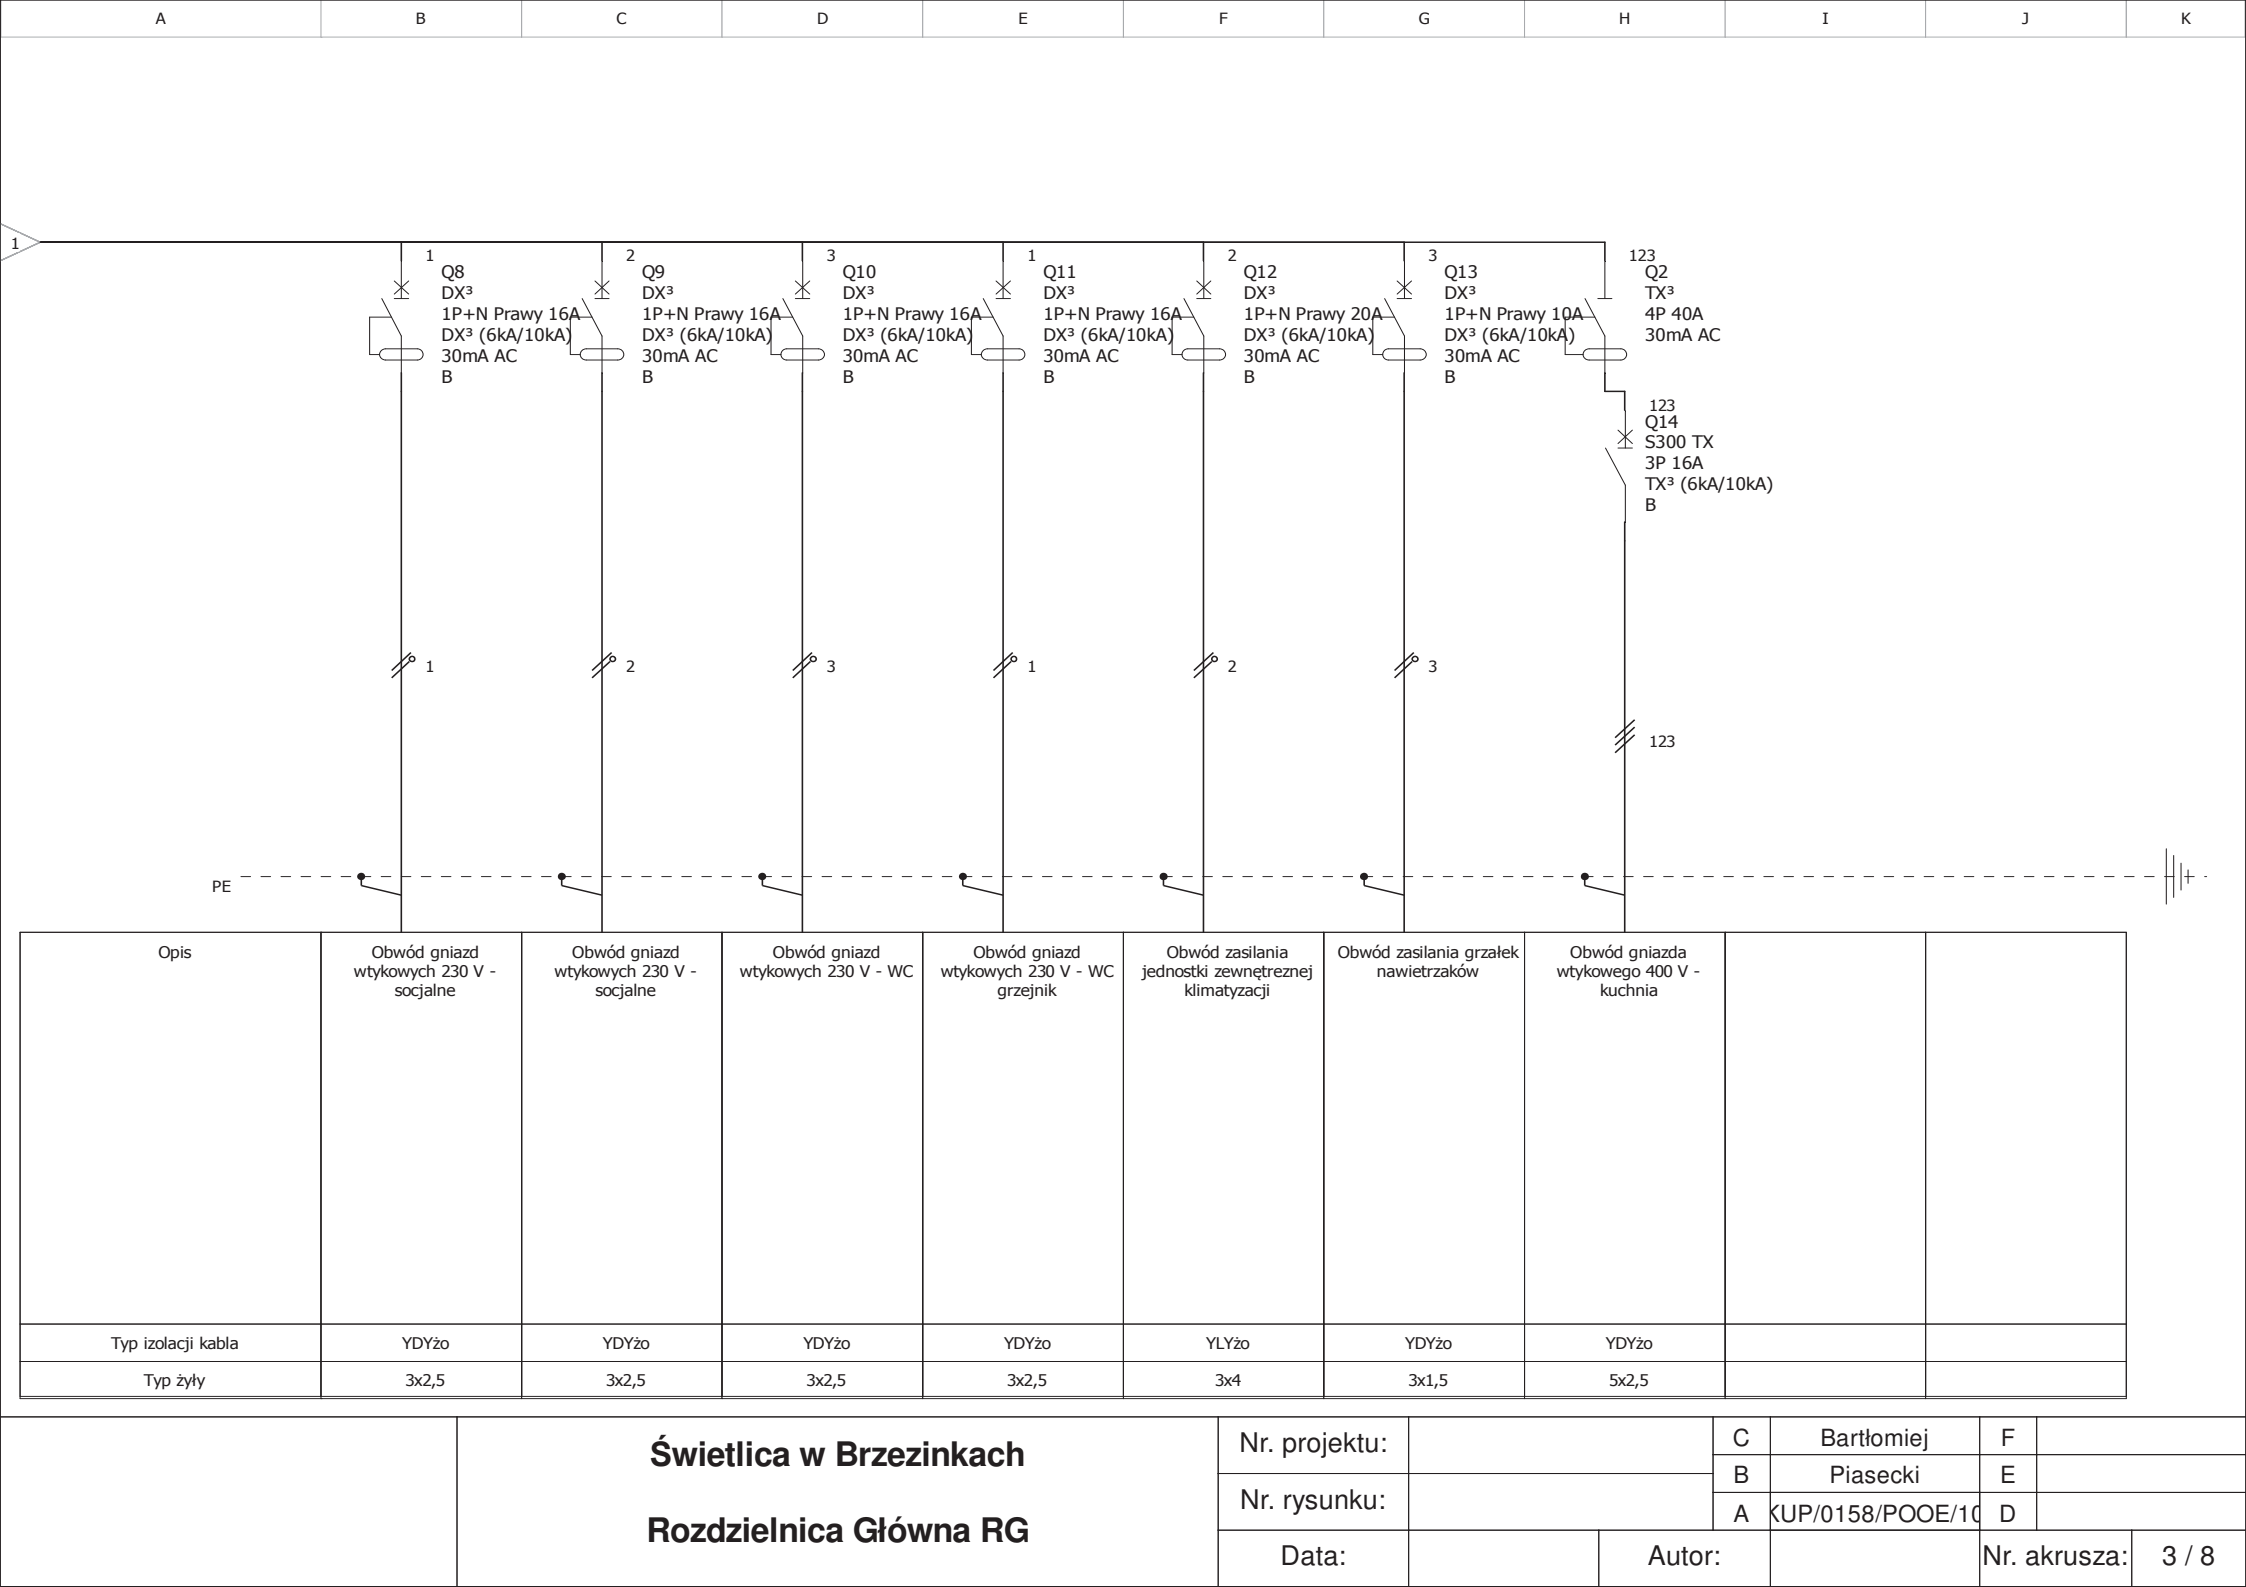 A B C D E F G H I J K
1
1 2 3 1 2 3 123
Q8
DX³
1P+N Prawy 16A
DX³ (6kA/10kA)
30mA AC
B
Q9
DX³
1P+N Prawy 16A
DX³ (6kA/10kA)
30mA AC
B
Q10
DX³
1P+N Prawy 16A
DX³ (6kA/10kA)
30mA AC
B
Q11
DX³
1P+N Prawy 16A
DX³ (6kA/10kA)
30mA AC
B
Q12
DX³
1P+N Prawy 20A
DX³ (6kA/10kA)
30mA AC
B
Q13
DX³
1P+N Prawy 10A
DX³ (6kA/10kA)
30mA AC
B
Q2
TX³
4P 40A
30mA AC
123
Q14
S300 TX
3P 16A
TX³ (6kA/10kA)
B
1 2 3 1 2 3
123
PE
Opis
Obwód gniazd
wtykowych 230 V -
socjalne
Obwód gniazd
wtykowych 230 V -
socjalne
Obwód gniazd
wtykowych 230 V - WC
Obwód gniazd
wtykowych 230 V - WC
grzejnik
Obwód zasilania
jednostki zewnętreznej
klimatyzacji
Obwód zasilania grzałek
nawietrzaków
Obwód gniazda
wtykowego 400 V -
kuchnia
Typ izolacji kabla YDYżo YDYżo YDYżo YDYżo YLYżo YDYżo YDYżo
Typ żyły 3x2,5 3x2,5 3x2,5 3x2,5 3x4 3x1,5 5x2,5
Świetlica w Brzezinkach
Rozdzielnica Główna RG
Nr. projektu:
Nr. rysunku:
Data:
C Bartłomiej F
B Piasecki E
A KUP/0158/POOE/10 D
Autor:
Nr. akrusza: 3 / 8